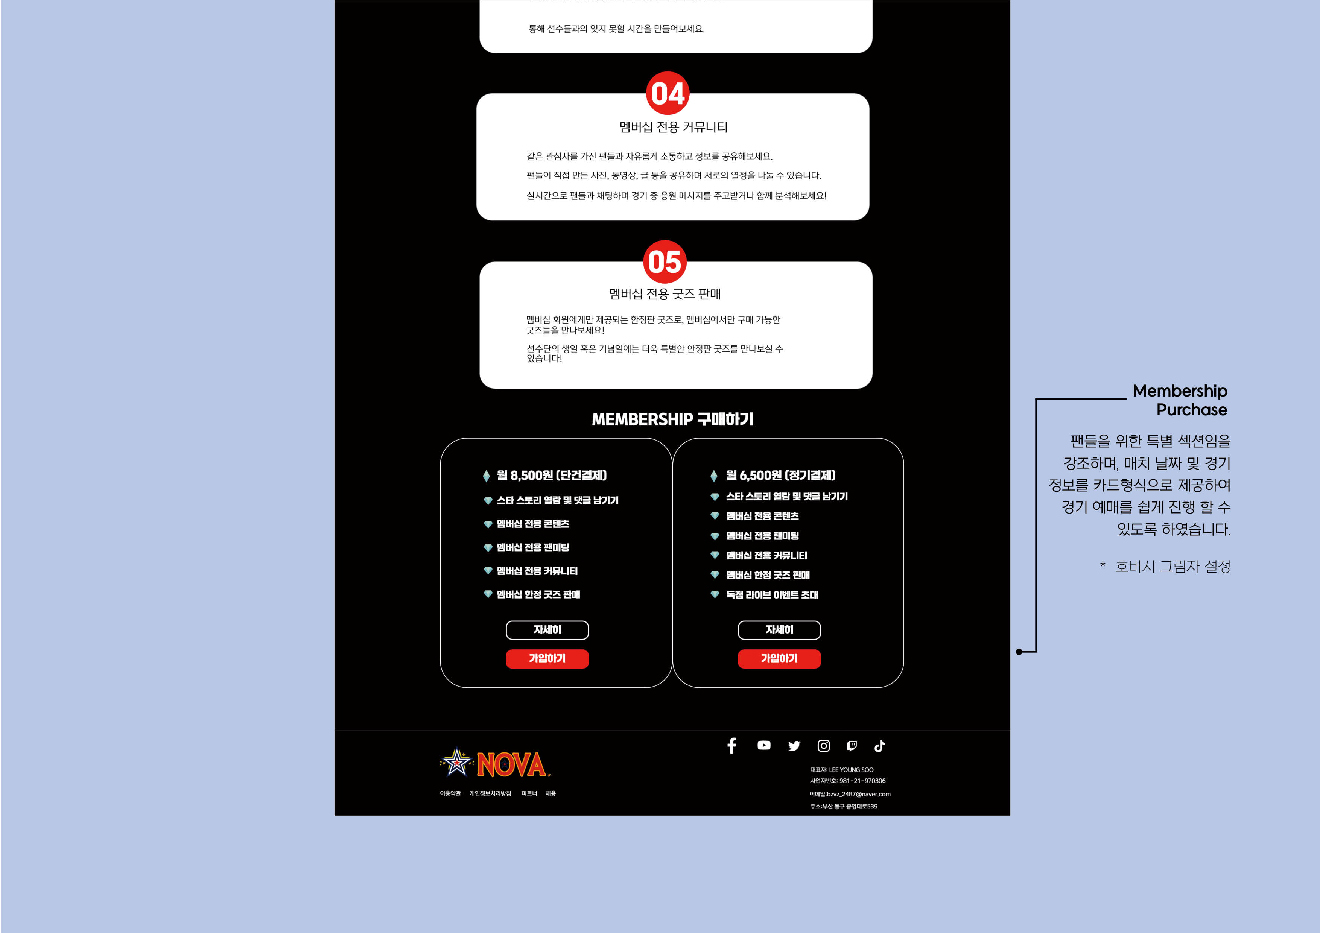 통해 선수들과의 잊지 못할 시간을 만들어보세요.
04
멤버십 전용 커뮤니티
같은 관심사를 가진 팬들과 자유롭게 소통하고 정보를 공유해보세요.
팬들이 직접 만든 사진, 동영상, 글 등을 공유하며 서로의 열정을 나눌 수 있습니다.
실시간으로 팬들과 채팅하며 경기 중 응원 메시지를 주고받거나 함께 분석해보세요!
05
멤버십 전용 굿즈 판매
멤버십 회원에게만 제공되는 한정판 굿즈로, 멤버십에서만 구매 가능한
굿즈들을 만나보세요!
선수단의 생일 혹은 기념일에는 더욱 특별한 한정판 굿즈를 만나보실 수
있습니다!
MEMBERSHIP 구매하기
월 8,500원 (단건결제)
스타 스토리 열람 및 댓글 남기기
멤버십 전용 콘텐츠
멤버십 전용 팬미팅
멤버십 전용 커뮤니티
멤버십 한정 굿즈 판매
자세히
가입하기
월 6,500원 (정기결제)
스타 스토리 열람 및 댓글 남기기
멤버십 전용 콘텐츠
멤버십 전용 팬미팅
멤버십 전용 커뮤니티
멤버십 한정 굿즈 판매
독점 라이브 이벤트 초대
자세히
가입하기
Membership
Purchase
팬들을 위한 특별 섹션임을
강조하며, 매치 날짜 및 경기
정보를 카드형식으로 제공하여
경기 예매를 쉽게 진행 할 수
있도록 하였습니다.
* 호버시 그림자 설정
NOVA
이용약관 개인정보처리방침 파트너 채용
대표자: LEE YOUNG SOO
사업자번호: 981-21-970306
이메일:bzxz_2487@naver.com
주소:부산 동구 중앙대로